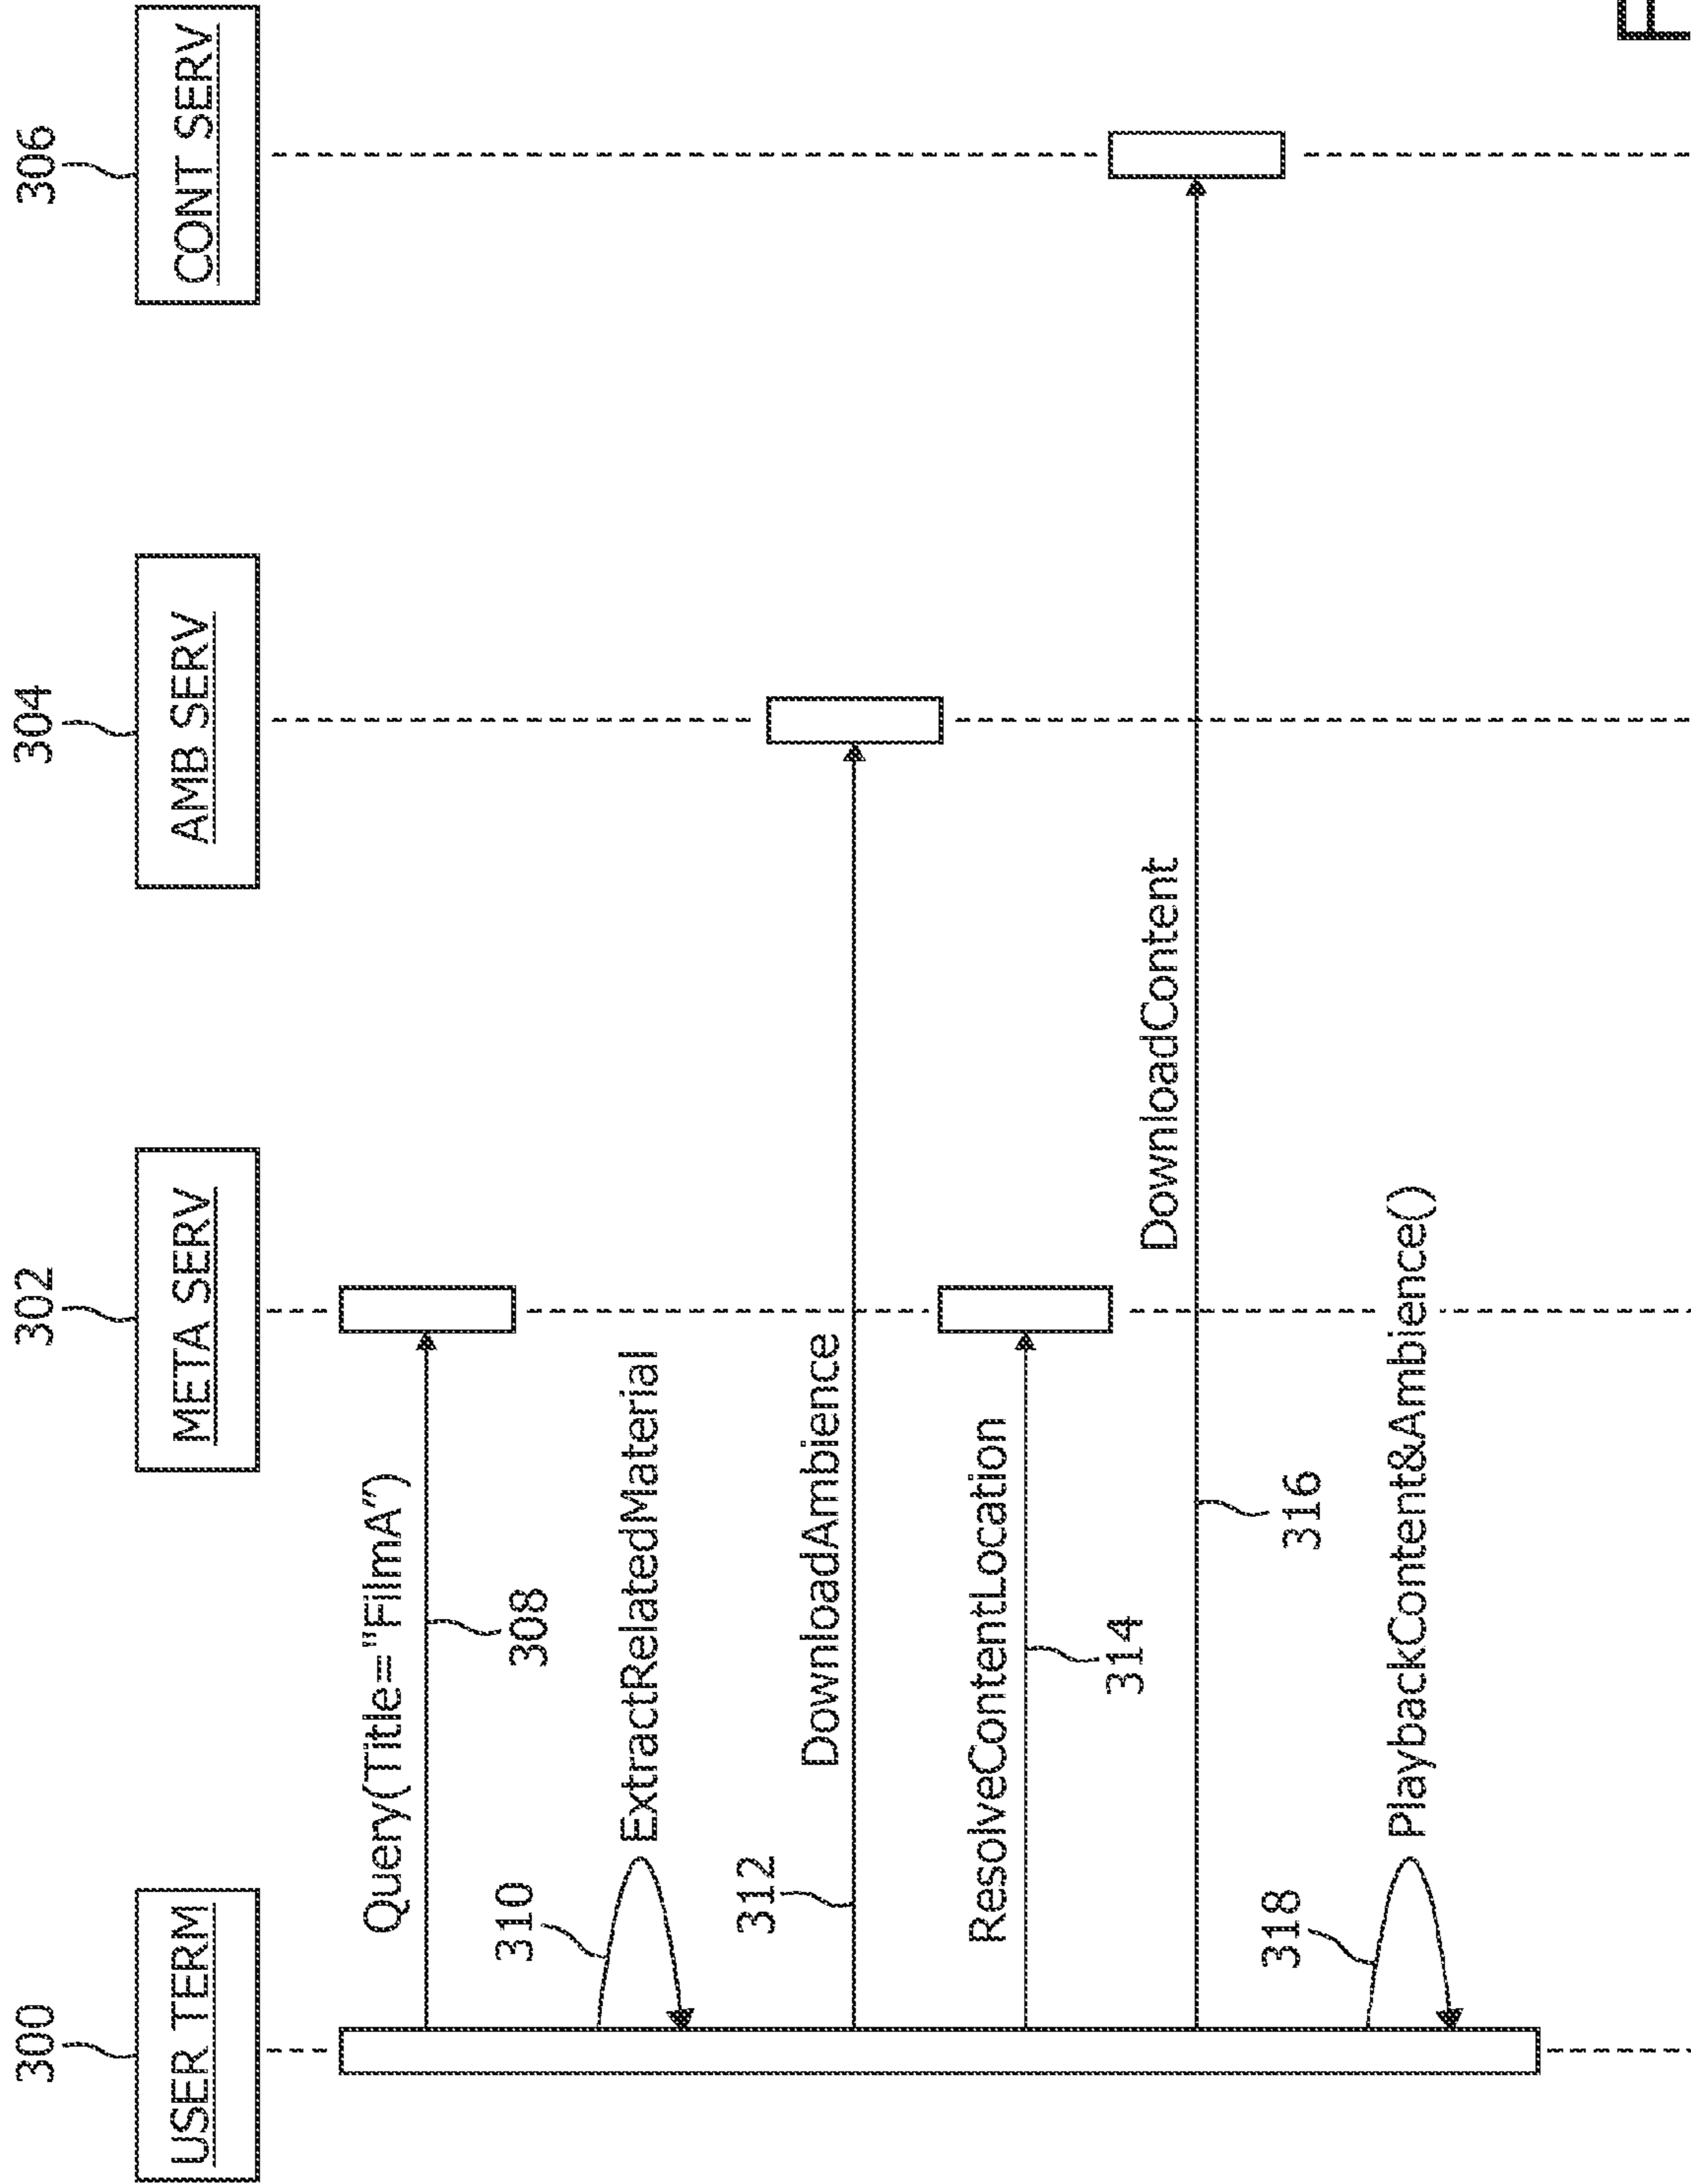 300
302
304
306
USER TERM
META SERV
AMB SERV
CONT SERV
Query(Title="FilmA")
308
310
ExtractRelatedMaterial
312
DownloadAmbience
ResolveContentLocation
314
DownloadContent
316
318
PlaybackContent&Ambience()